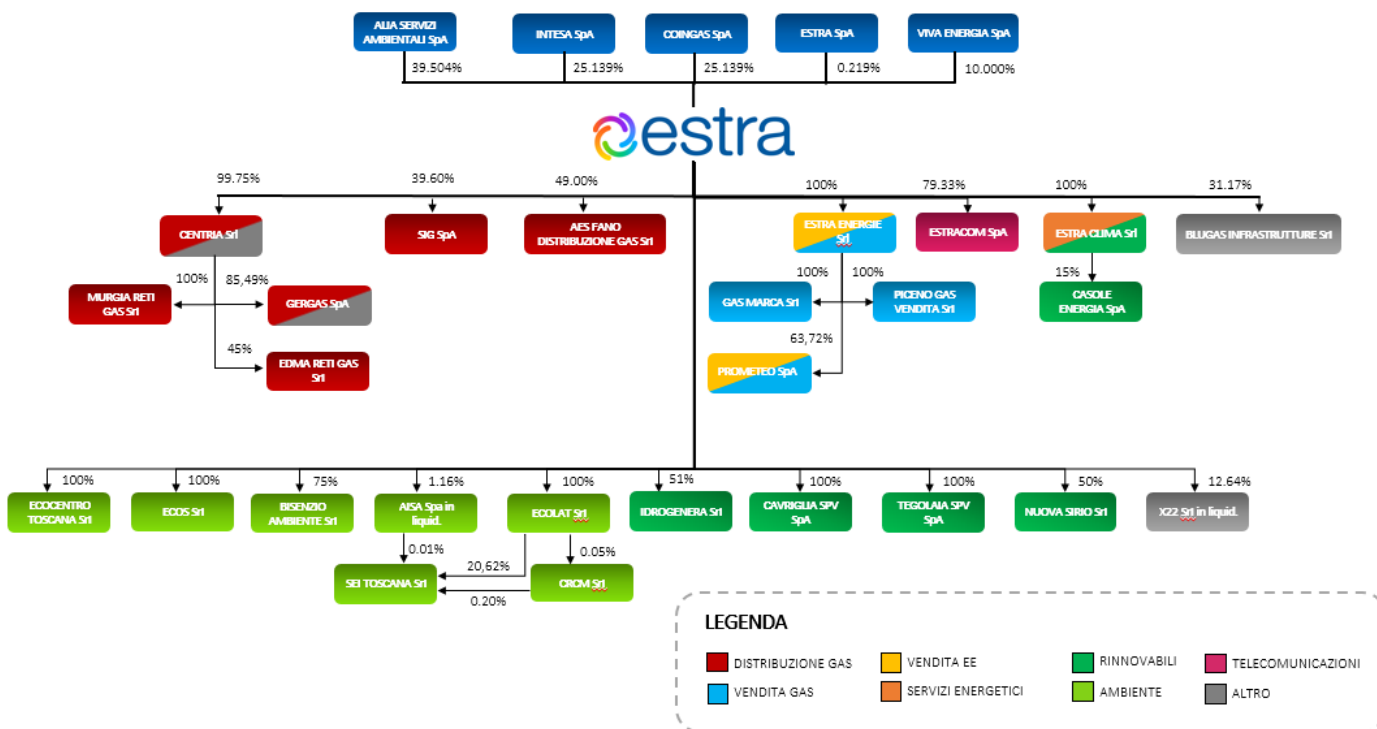 ALIA SERVIZI
AMBIENTALI SpA
INTESA SpA
COINGAS SpA
ESTRA SpA
VIVA ENERGIA SpA
39.504%
25.139%
25.139%
0.219%
10.000%
estra
99.75%
39.60%
49.00%
100%
79.33%
100%
31.17%
CENTRIA Srl
SIG SpA
AES FANO
DISTRIBUZIONE GAS Srl
ESTRA ENERGIE
Srl
ESTRACOM SpA
ESTRA CLIMA Srl
BLUGAS INFRASTRUTTURE Srl
100%
85,49%
100%
100%
15%
MURGIA RETI
GAS Srl
GERGAS SpA
GAS MARCA Srl
PICENO GAS
VENDITA Srl
CASOLE
ENERGIA SpA
45%
63,72%
EDMA RETI GAS
Srl
PROMETEO SpA
100%
100%
75%
1.16%
100%
51%
100%
100%
50%
12.64%
ECOCENTRO
TOSCANA Srl
ECOS Srl
BISENZIO
AMBIENTE Srl
AISA Spa in
liquid.
ECOLAT Srl
IDROGENERA Srl
CAVRIGLIA SPV
SpA
TEGOLAIA SPV
SpA
NUOVA SIRIO Srl
X22 Srl in liquid.
0.01%
20,62%
0.05%
SEI TOSCANA Srl
CRCM Srl
0.20%
LEGENDA
DISTRIBUZIONE GAS
VENDITA EE
RINNOVABILI
TELECOMUNICAZIONI
VENDITA GAS
SERVIZI ENERGETICI
AMBIENTE
ALTRO